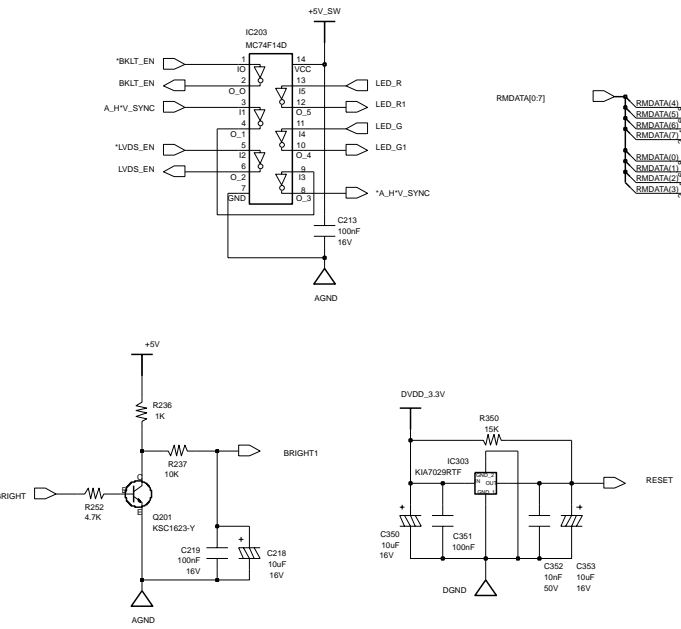 +5V_SW
IC203
MC74F14D
*BKLT_EN
1
IO
14
VCC
BKLT_EN
2
O_O
13
I5
LED_R
A_H*V_SYNC
3
I1
12
O_5
LED_R1
4
O_1
11
I4
LED_G
*LVDS_EN
5
I2
10
O_4
LED_G1
LVDS_EN
6
O_2
9
I3
7
GND
8
O_3
*A_H*V_SYNC
C213
100nF
16V
AGND
RMDATA[0:7]
RMDATA(4)
RMDATA(5)
RMDATA(6)
RMDATA(7)
RMDATA(0)
RMDATA(1)
RMDATA(2)
RMDATA(3)
+5V
R236
1K
R237
10K
BRIGHT1
BRIGHT
R252
4.7K
B
C
E
Q201
KSC1623-Y
C219
100nF
16V
+
C218
10uF
16V
AGND
DVDD_3.3V
R350
15K
IC303
KIA7029RTF
GND_2
IN
OUT
GND_1
RESET
+
C350
10uF
16V
C351
100nF
C352
10nF
50V
+
C353
10uF
16V
DGND